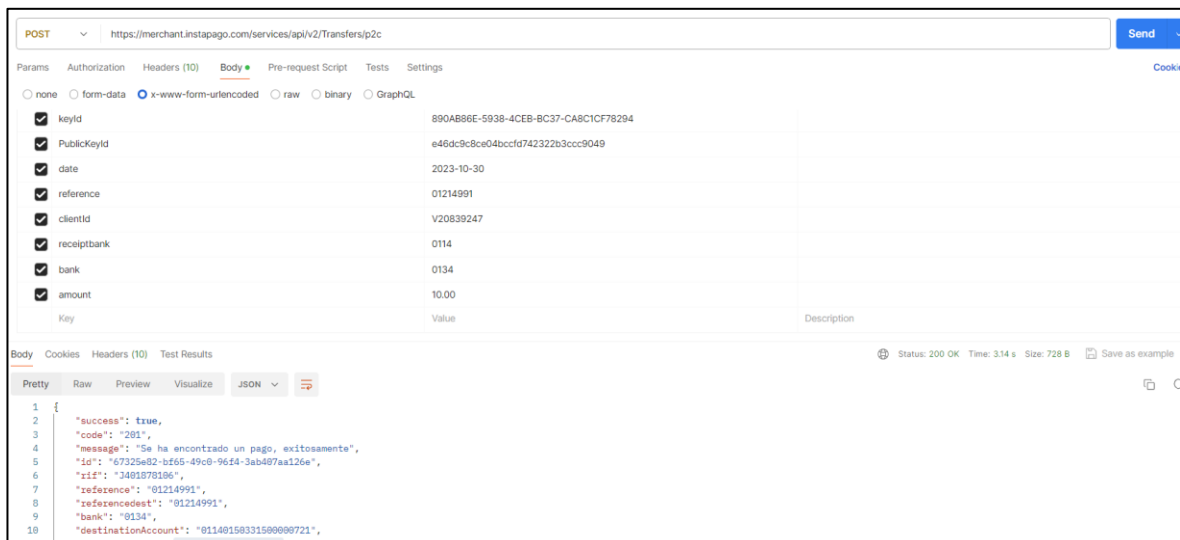 POST https://merchant.instapago.com/services/api/v2/Transfers/p2c Send
Params Authorization Headers (10) Body Pre-request Script Tests Settings Cookie
none form-data x-www-form-urlencoded raw binary GraphQL
keyId 890AB86E-5938-4CEB-BC37-CA8C1CF78294
PublicKeyId e46dc9c8ce04bccfd742322b3ccc9049
date 2023-10-30
reference 01214991
clientId V20839247
receiptbank 0114
bank 0134
amount 10.00
Key Value Description
Body Cookies Headers (10) Test Results Status: 200 OK Time: 3.14 s Size: 728 B Save as example
Pretty Raw Preview Visualize JSON
1 {
2 "success": true,
3 "code": "201",
4 "message": "Se ha encontrado un pago, exitosamente",
5 "id": "67325e82-bf65-49c0-96f4-3ab407aa126e",
6 "rif": "J401878106",
7 "reference": "01214991",
8 "referencedest": "01214991",
9 "bank": "0134",
10 "destinationAccount": "01140150331500000721",